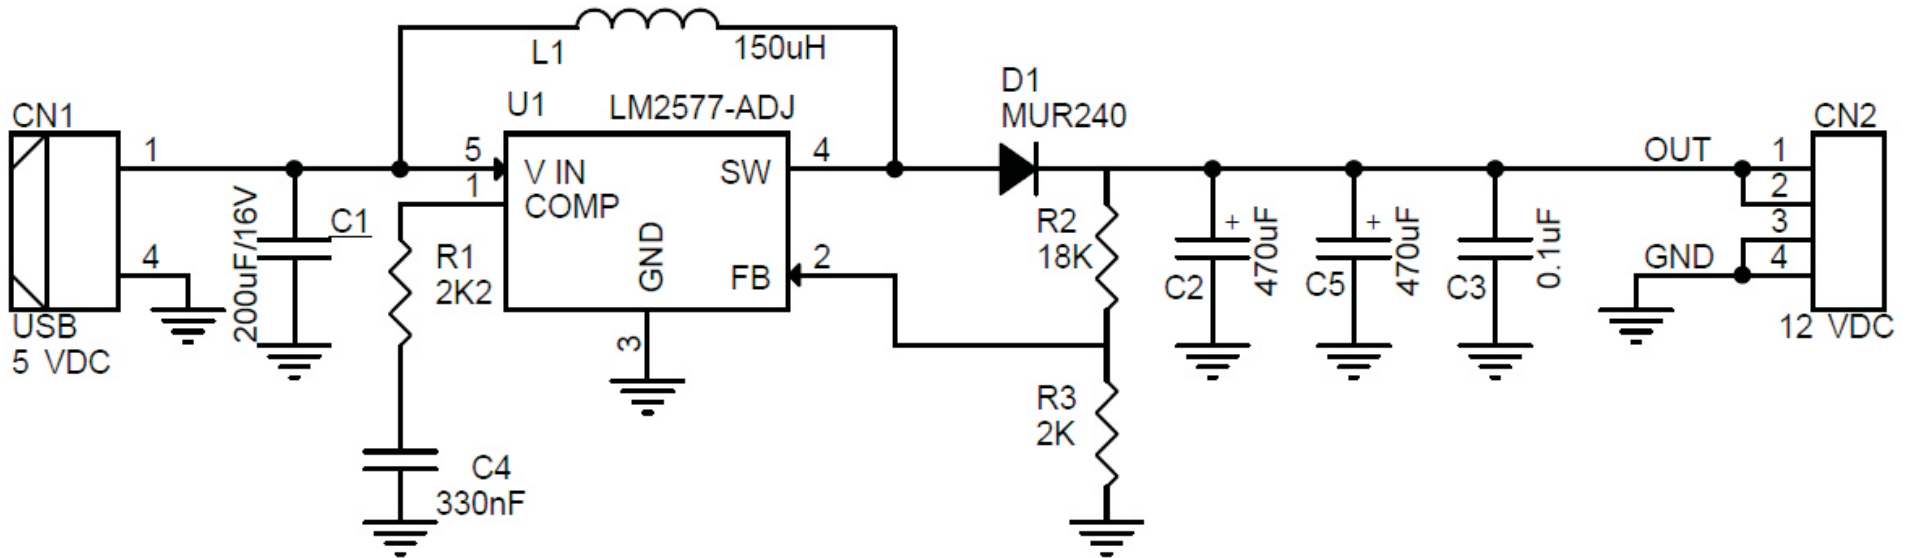 L1
150uH
D1
MUR240
CN1
U1
LM2577-ADJ
CN2
1
5
V IN
SW
4
OUT
1
1
COMP
2
200uF/16V
C1
R1
2K2
GND
FB
2
R2
18K
+
470uF
C2
+
470uF
C5
0.1uF
C3
3
GND
4
4
USB
5 VDC
3
12 VDC
R3
2K
C4
330nF